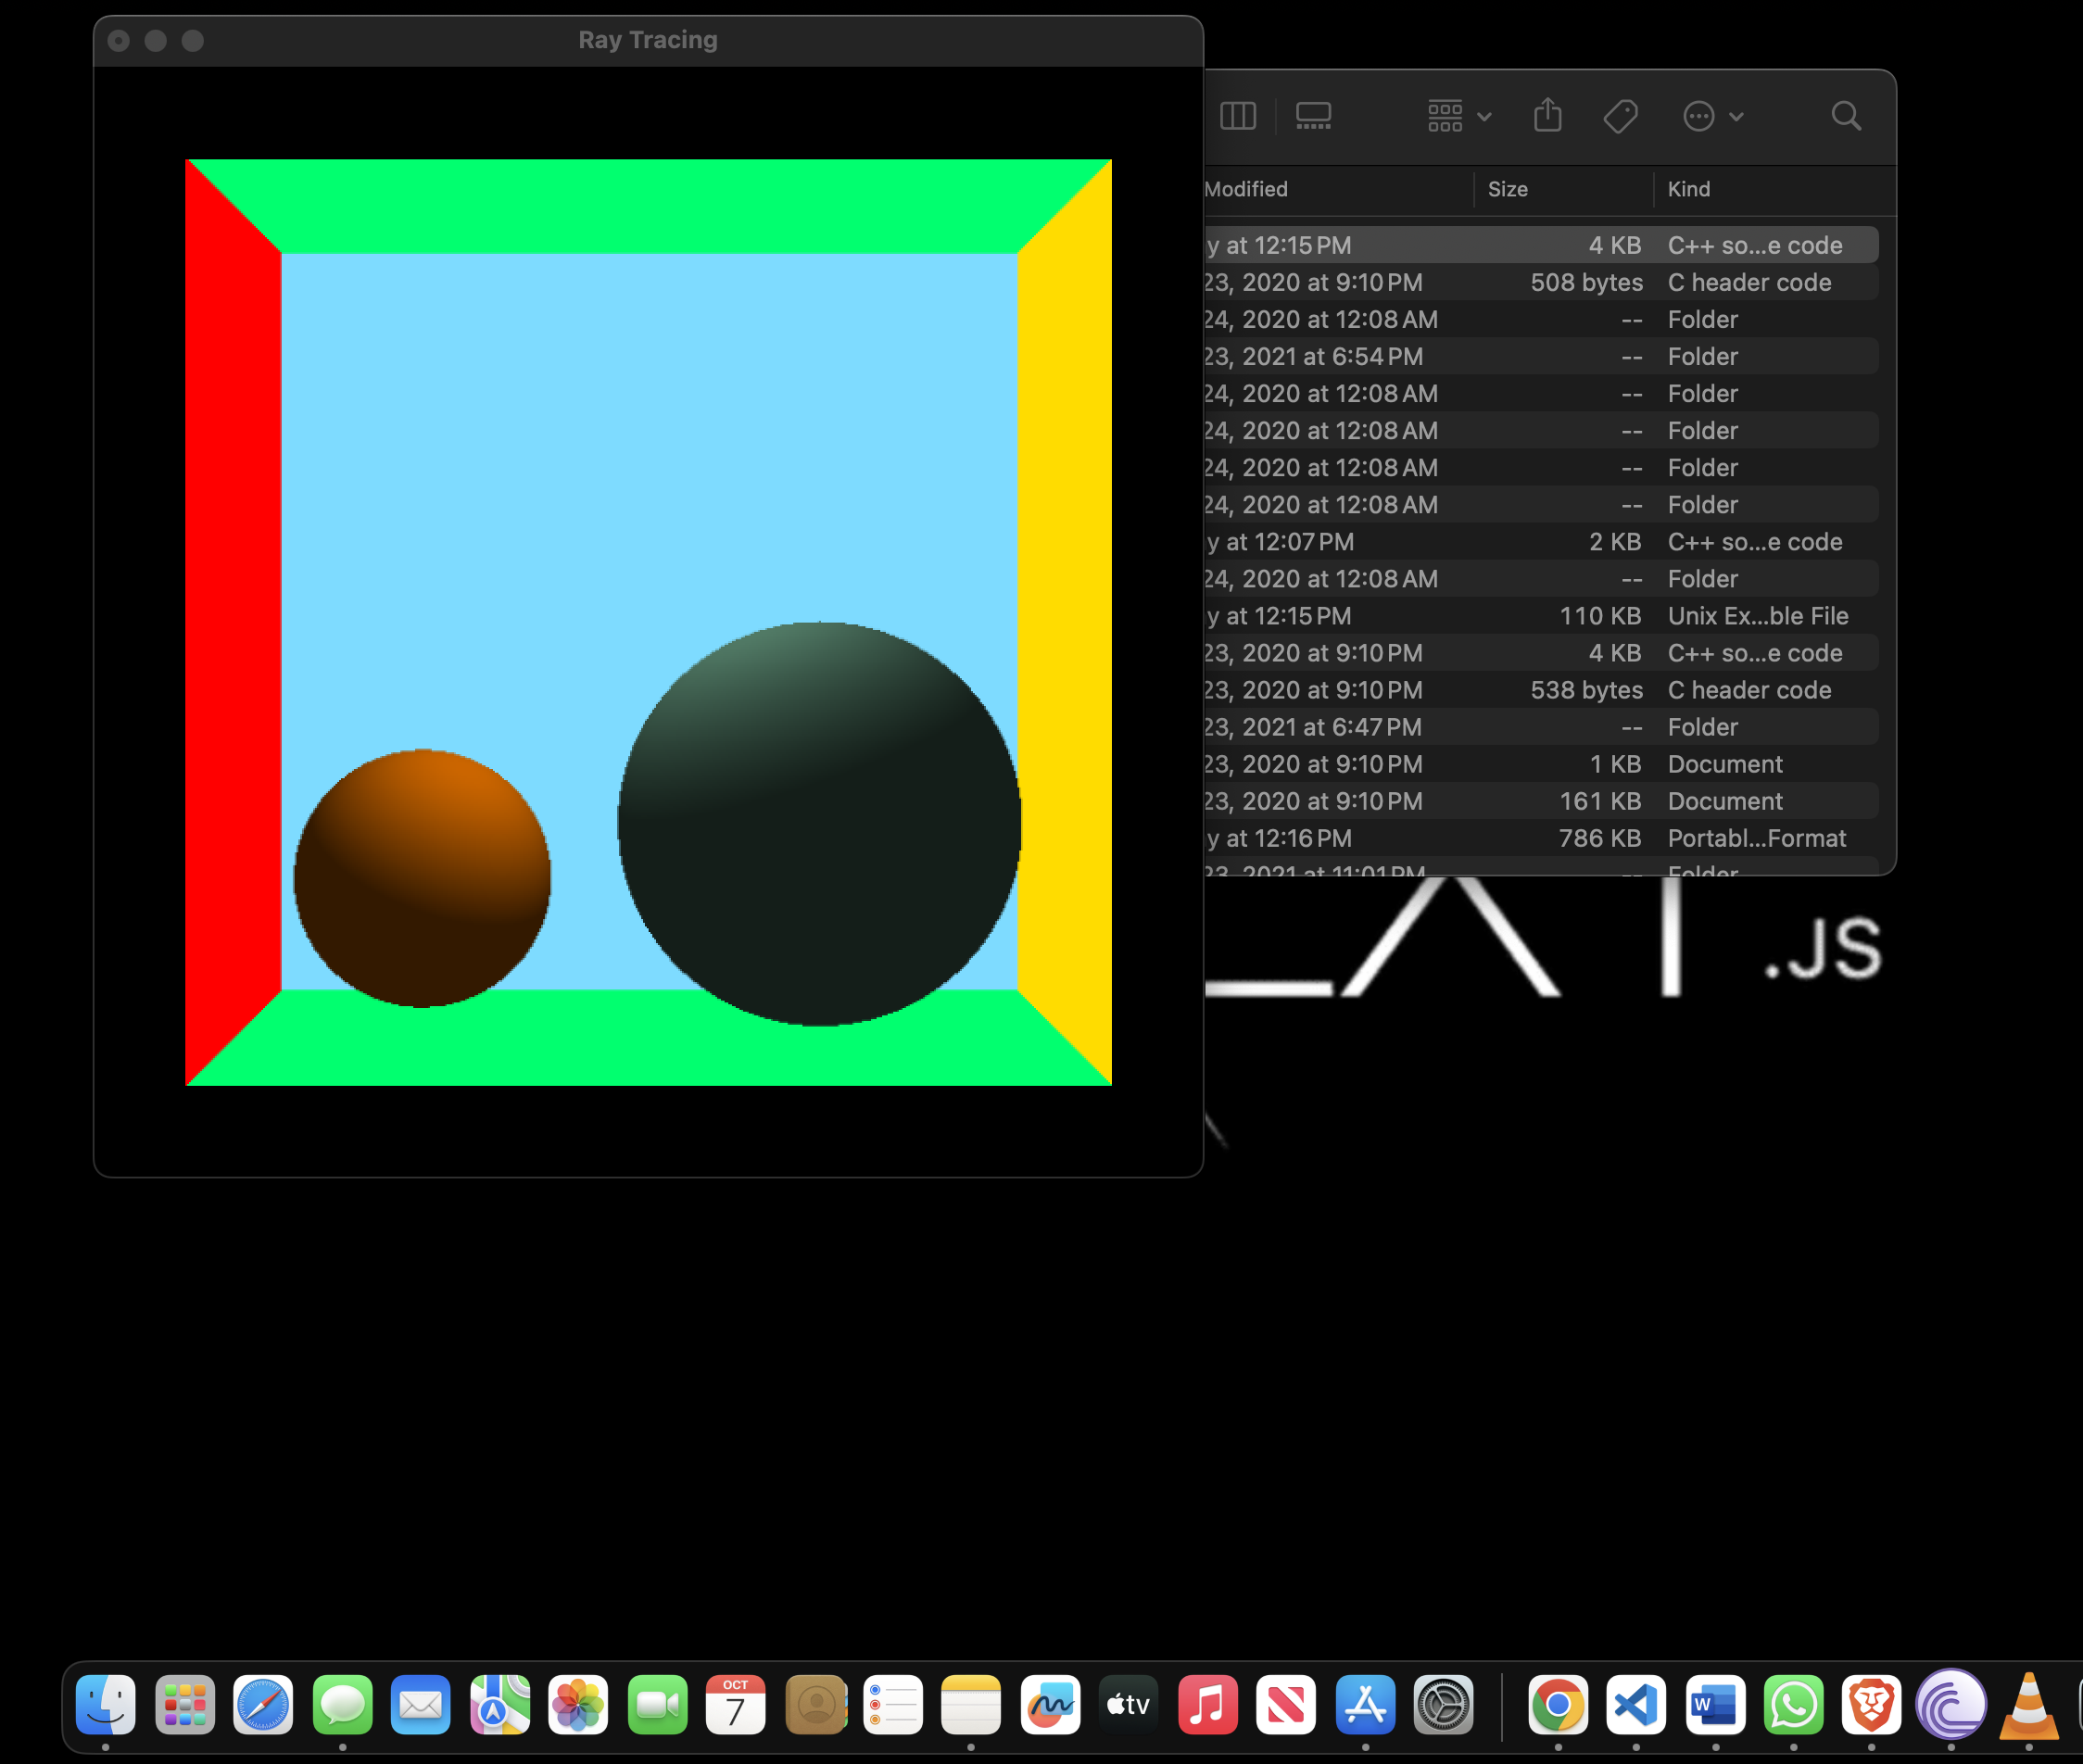 Ray Tracing
Modified Size Kind
y at 12:15 PM 4 KB C++ so...e code
23, 2020 at 9:10 PM 508 bytes C header code
24, 2020 at 12:08 AM -- Folder
23, 2021 at 6:54 PM -- Folder
24, 2020 at 12:08 AM -- Folder
24, 2020 at 12:08 AM -- Folder
24, 2020 at 12:08 AM -- Folder
24, 2020 at 12:08 AM -- Folder
y at 12:07 PM 2 KB C++ so...e code
24, 2020 at 12:08 AM -- Folder
y at 12:15 PM 110 KB Unix Ex...ble File
23, 2020 at 9:10 PM 4 KB C++ so...e code
23, 2020 at 9:10 PM 538 bytes C header code
23, 2021 at 6:47 PM -- Folder
23, 2020 at 9:10 PM 1 KB Document
23, 2020 at 9:10 PM 161 KB Document
y at 12:16 PM 786 KB Portabl...Format
23, 2021 at 11:01 PM -- Folder
.JS
OCT
7
tv
W